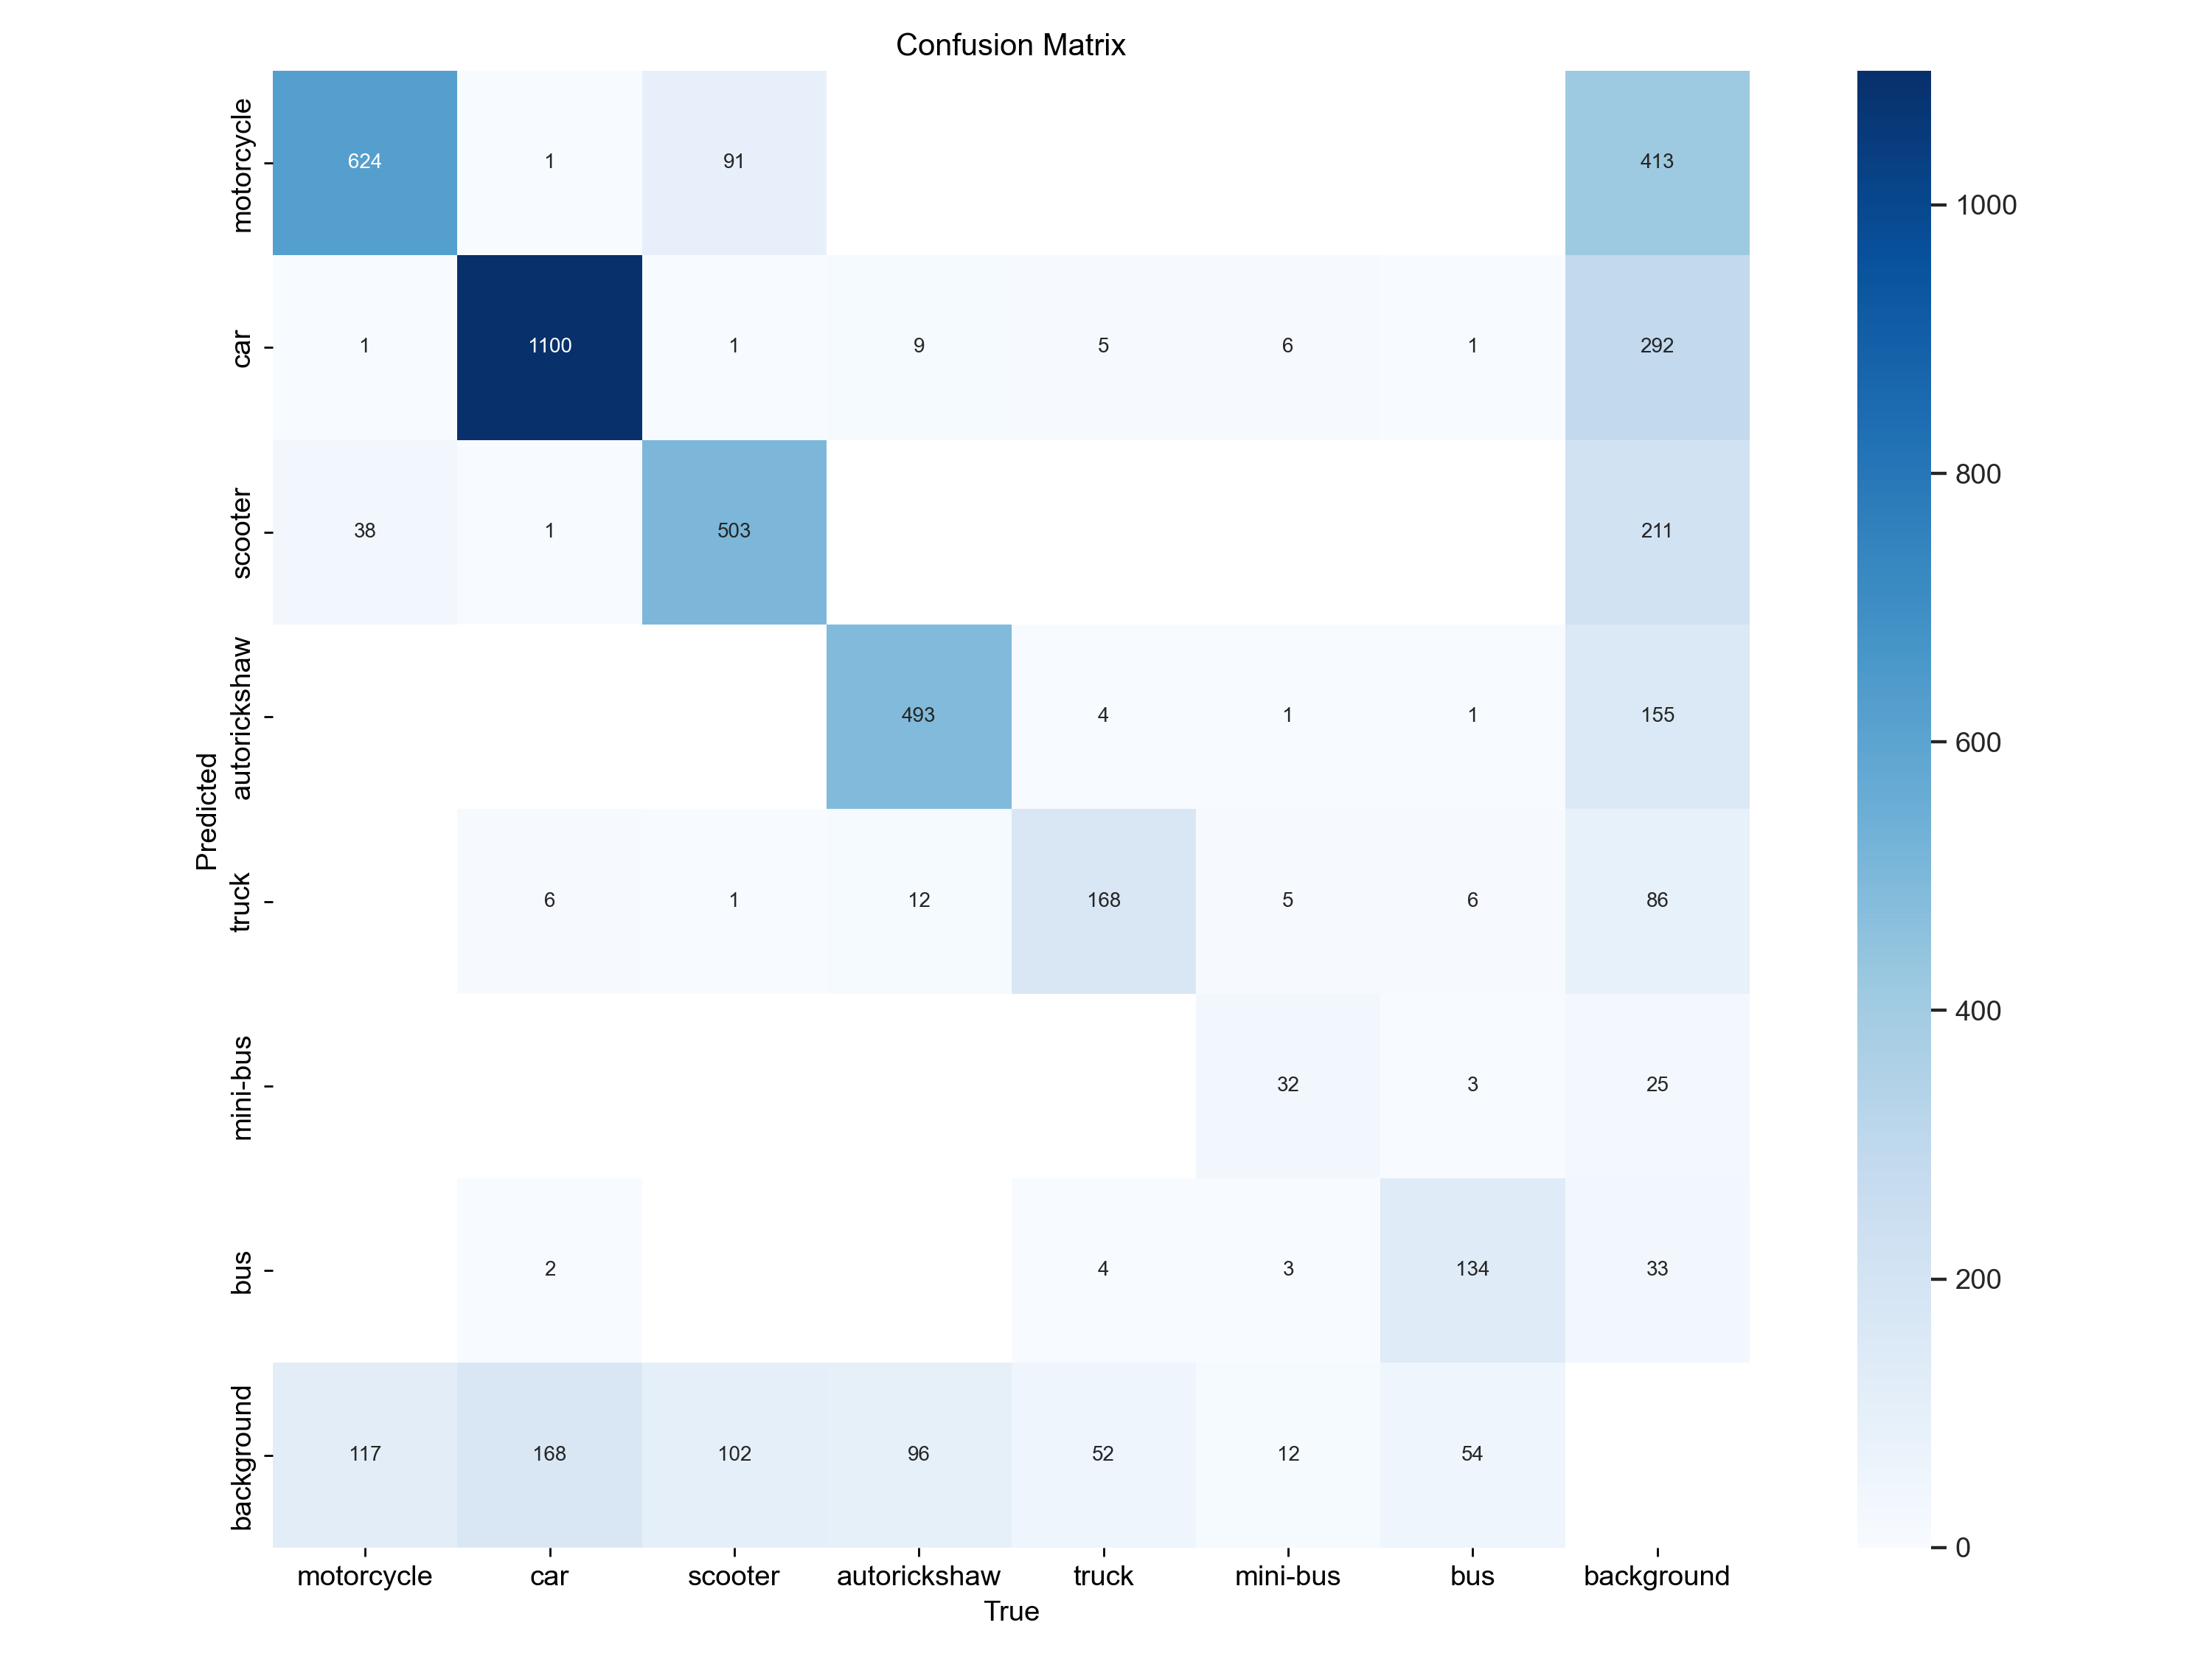 Confusion Matrix
motorcycle 624 1 91 413
car 1 1100 1 9 5 6 1 292
scooter 38 1 503 211
autorickshaw 493 4 1 1 155
truck 6 1 12 168 5 6 86
mini-bus 32 3 25
bus 2 4 3 134 33
background 117 168 102 96 52 12 54
Predicted
motorcycle car scooter autorickshaw truck mini-bus bus background
True
1000
800
600
400
200
0